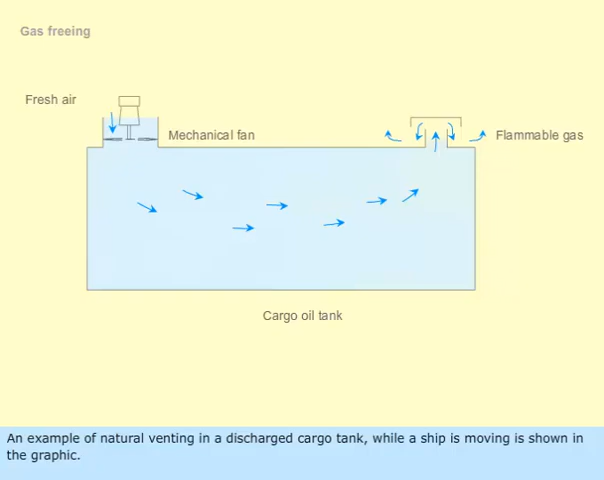 Gas freeing
Fresh air
Mechanical fan
Flammable gas
Cargo oil tank
An example of natural venting in a discharged cargo tank, while a ship is moving is shown in
the graphic.